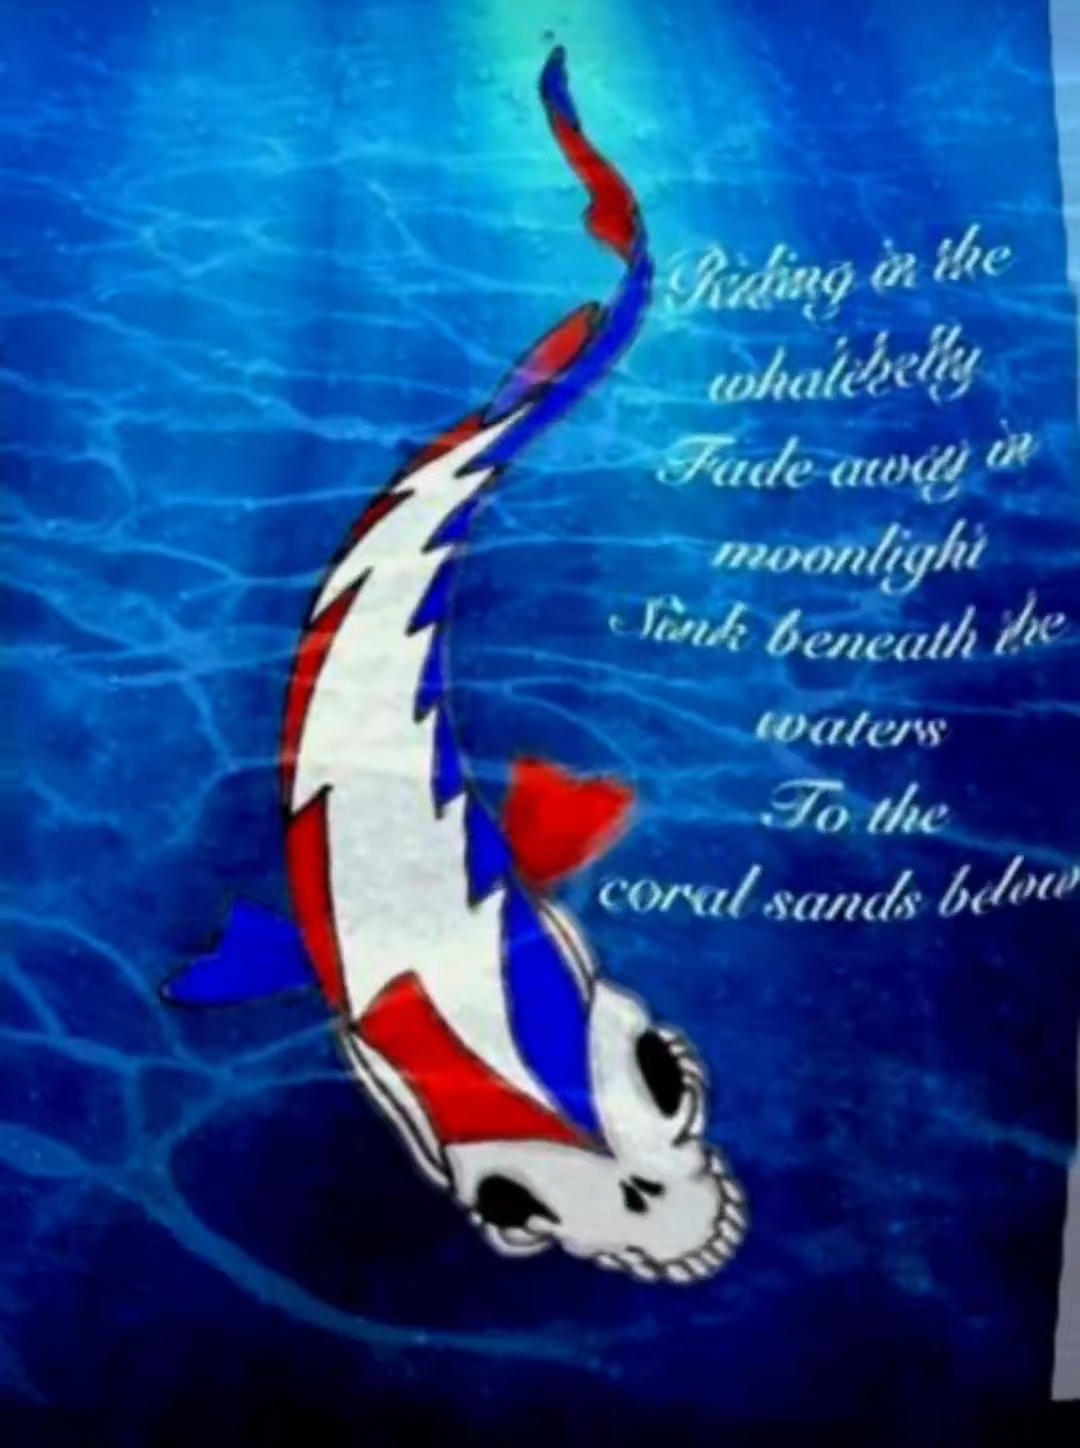 Riding in the
whalebelly
Fade away in
moonlight
Sink beneath the
waters
To the
coral sands below